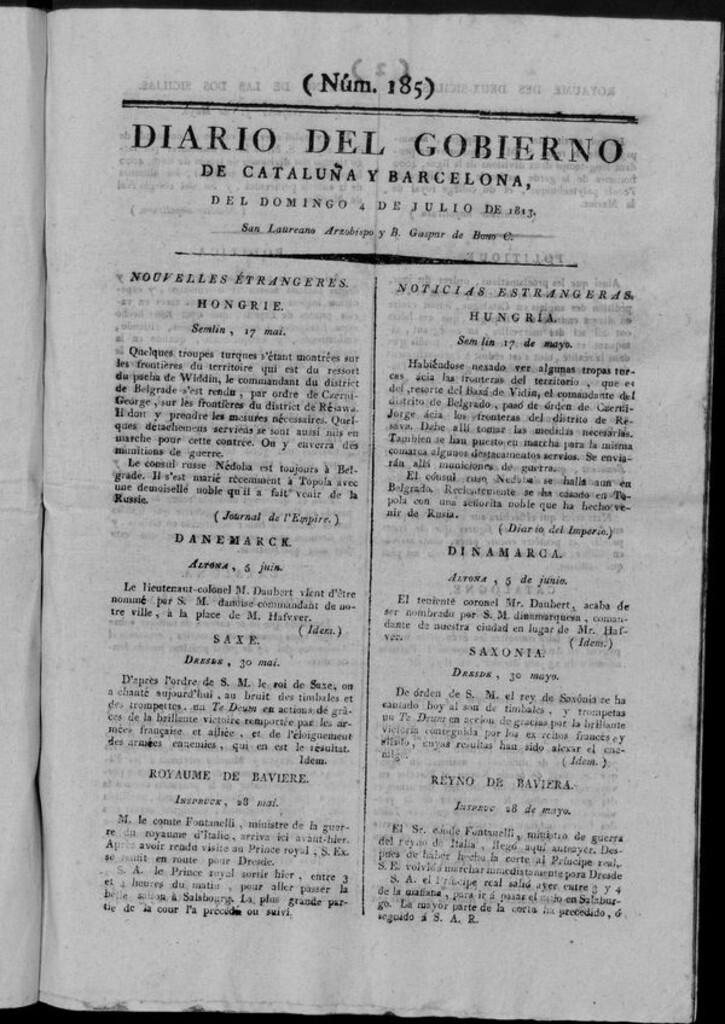 ( Núm. 185)
DIARIO DEL GOBIERNO
DE CATALUÑA Y BARCELONA,
DEL DOMINGO 4 DE JULIO DE 1813.
San Laureano Arzobispo y B. Gaspar de Bono C.
NOUVELLES ÉTRANGERES.
HONGRIE.
Semlin, 17 mai.
Quelques troupes turques s'étant montrées sur
les frontières du territoire qui est du ressort
du pacha de Widdin, le commandant du district
de Belgrade s'est rendu, par ordre de Czerni-
George, sur les frontières du district de Résawa.
Il doit y prendre les mesures nécessaires. Quel-
ques détachemens serviens se sont aussi mis en
marche pour cette contrée. On y enverra des
munitions de guerre.
Le consul russe Nédoba est toujours à Bel-
grade. Il s'est marié récemment à Topola avec
une demoiselle noble qu'il a fait venir de la
Russie.
( Journal de l'Empire. )
DANEMARCK.
ALTONA, 5 juin.
Le lieutenant-colonel M. Daubert vient d'être
nommé par S. M. danoise commandant de no-
tre ville, à la place de M. Hafvver.
( Idem. )
SAXE.
DRESDE, 30 mai.
D'après l'ordre de S. M. le roi de Saxe, on
a chanté aujourd'hui, au bruit des timbales et
des trompettes, un Te Deum en actions de grâ-
ces de la brillante victoire remportée par les ar-
mées française et alliée, et de l'éloignement
des armées ennemies, qui en est le résultat.
Idem.
ROYAUME DE BAVIERE.
INSPRUCK, 28 mai.
M. le comte Fontanelli, ministre de la guer-
re du royaume d'Italie, arriva ici avant-hier.
Après avoir rendu visite au Prince royal, S. Ex.
se remit en route pour Dresde.
S. A. le Prince royal sortit hier, entre 3
et 4 heures du matin, pour aller passer la
belle saison à Salsbourg. La plus grande par-
tie de la cour l'a précédé ou suivi.
NOTICIAS ESTRANGERAS.
HUNGRIA.
Semlin 17 de mayo.
Habiéndose dexado ver algunas tropas tur-
cas ácia las fronteras del territorio, que es
del resorte del Baxá de Vidin, el comandante del
distrito de Belgrado, pasó de órden de Czerni-
Jorge ácia los fronteras del distrito de Re-
sava. Debe allí tomar las medidas necesarias.
Tambien se han puesto en marcha para la misma
comarca algunos destacamentos servios. Se envia-
rán allá municiones de guerra.
El cónsul ruso Nedoba se halla aun en
Belgrado. Recientemente se ha casado en To-
pola con una señorita noble que ha hecho ve-
nir de Rusia.
( Diario del Imperio.)
DINAMARCA.
ALTONA, 5 de junio.
El teniente coronel Mr. Daubert, acaba de
ser nombrado por S. M. dinamarquesa, coman-
dante de nuestra ciudad en lugar de Mr. Haf-
vver.
( Idem.)
SAXONIA.
DRESDE, 30 mayo.
De órden de S. M. el rey de Saxónia se ha
cantado hoy al son de timbales, y trompetas
un Te Drum en accion de gracias por la brillante
victoria conteguida por los exércitos francés y
aliado, cuyas resultas han sido alexar el ene-
migo.
( Idem. )
REYNO DE BAVIERA.
INSPRUC 28 de mayo.
El Sr. conde Fontanelli, ministro de guerra
del reyno de Italia, llegó aquí anteayer. Des-
pues de haber hecho la corte al Príncipe real,
S. E. volvió á marchar inmediatamente para Dresde
S. A. el Príncipe real salió ayer entre 3 y 4
de la mañana, para ir á pasar el estío en Salsbur-
go. La mayor parte de la corte ha precedido, ó
seguido á S. A. R.